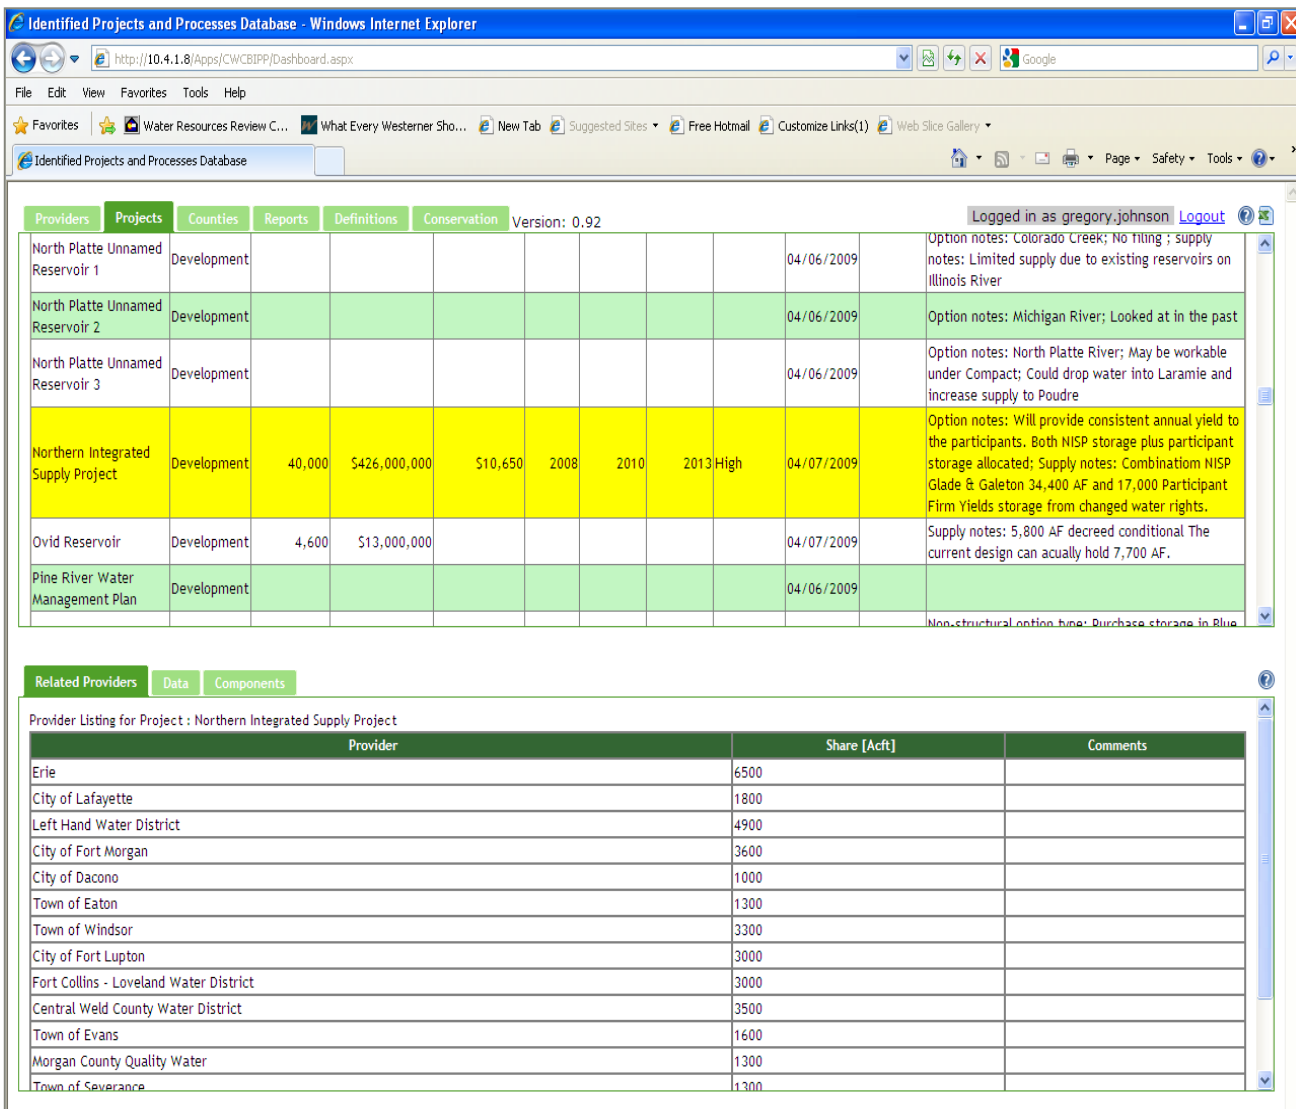 Identified Projects and Processes Database - Windows Internet Explorer
http://10.4.1.8/Apps/CWCBIPP/Dashboard.aspx
Google
File Edit View Favorites Tools Help
Favorites Water Resources Review C... What Every Westerner Sho... New Tab Suggested Sites Free Hotmail Customize Links(1) Web Slice Gallery
Identified Projects and Processes Database
Page Safety Tools
Providers Projects Counties Reports Definitions Conservation Version: 0.92 Logged in as gregory.johnson Logout
North Platte Unnamed
Reservoir 1
Development
04/06/2009
Option notes: Colorado Creek; No filing ; supply
notes: Limited supply due to existing reservoirs on
Illinois River
North Platte Unnamed
Reservoir 2
Development
04/06/2009
Option notes: Michigan River; Looked at in the past
North Platte Unnamed
Reservoir 3
Development
04/06/2009
Option notes: North Platte River; May be workable
under Compact; Could drop water into Laramie and
increase supply to Poudre
Northern Integrated
Supply Project
Development 40,000 $426,000,000 $10,650 2008 2010 2013 High 04/07/2009
Option notes: Will provide consistent annual yield to
the participants. Both NISP storage plus participant
storage allocated; Supply notes: Combinatiom NISP
Glade & Galeton 34,400 AF and 17,000 Participant
Firm Yields storage from changed water rights.
Ovid Reservoir Development 4,600 $13,000,000 04/07/2009
Supply notes: 5,800 AF decreed conditional The
current design can acually hold 7,700 AF.
Pine River Water
Management Plan
Development
04/06/2009
Non-structural option type: Purchase storage in Blue
Related Providers Data Components
Provider Listing for Project : Northern Integrated Supply Project
Provider Share [Acft] Comments
Erie 6500
City of Lafayette 1800
Left Hand Water District 4900
City of Fort Morgan 3600
City of Dacono 1000
Town of Eaton 1300
Town of Windsor 3300
City of Fort Lupton 3000
Fort Collins - Loveland Water District 3000
Central Weld County Water District 3500
Town of Evans 1600
Morgan County Quality Water 1300
Town of Severance 1300